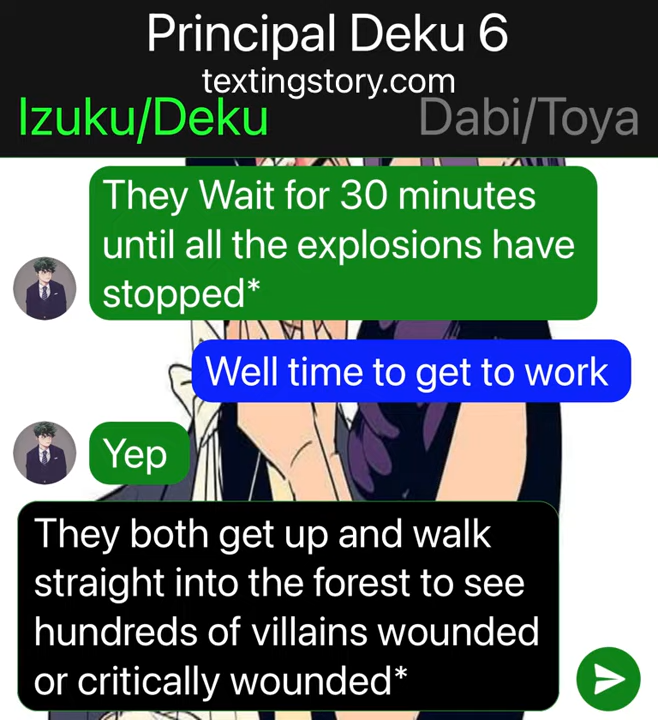 Principal Deku 6
textingstory.com
Izuku/Deku
Dabi/Toya
They Wait for 30 minutes
until all the explosions have
stopped*
Well time to get to work
Yep
They both get up and walk
straight into the forest to see
hundreds of villains wounded
or critically wounded*